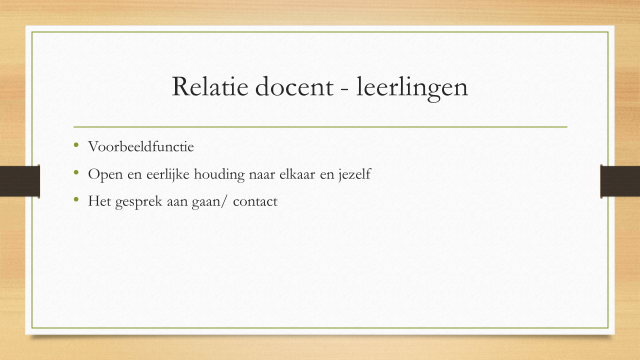 Relatie docent - leerlingen
• Voorbeeldfunctie
• Open en eerlijke houding naar elkaar en jezelf
• Het gesprek aan gaan/ contact